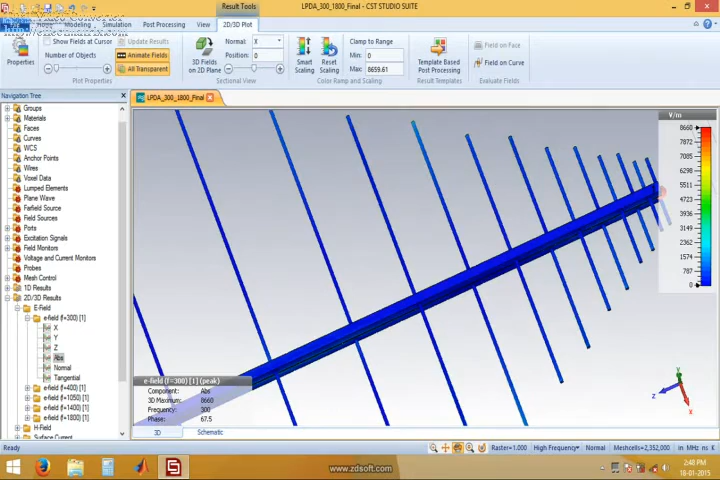 Result Tools
LPDA_300_1800_Final - CST STUDIO SUITE
Modeling
Simulation
Post Processing
View
2D/3D Plot
Properties
Show Fields at Cursor
Number of Objects
Update Results
Animate Fields
All Transparent
Plot Properties
3D Fields on 2D Plane
Normal: X
Position: 0
Sectional View
Smart Scaling
Reset Scaling
Clamp to Range
Min: 0
Max: 8659.61
Color Ramp and Scaling
Template Based Post Processing
Result Templates
Field on Face
Field on Curve
Evaluate Fields
Navigation Tree
LPDA_300_1800_Final
Groups
Materials
Faces
Curves
WCS
Anchor Points
Wires
Voxel Data
Lumped Elements
Plane Wave
Farfield Source
Field Sources
Ports
Excitation Signals
Field Monitors
Voltage and Current Monitors
Probes
Mesh Control
1D Results
2D/3D Results
E-Field
e-field (f=300) [1]
X
Y
Z
Abs
Normal
Tangential
e-field (f=400) [1]
e-field (f=1050) [1]
e-field (f=1400) [1]
e-field (f=1800) [1]
H-Field
Surface Current
V/m
8660
7872
7085
6298
5511
4723
3936
3149
2362
1574
787
0
e-field (f=300) [1] (peak)
Component: Abs
3D Maximum: 8660
Frequency: 300
Phase: 67.5
Y
Z
X
3D
Schematic
Raster=1.000
High Frequency
Normal
Meshcells=2,352,000
in MHz ns K
www.zdsoft.com
2:40 PM
18-01-2015